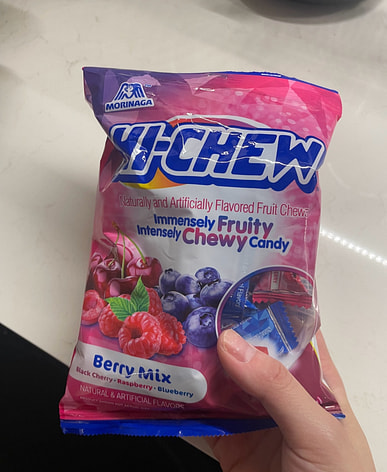 MORINAGA
HI-CHEW
Naturally and Artificially Flavored Fruit Chews
Immensely Fruity
Intensely Chewy Candy
Berry Mix
Black Cherry • Raspberry • Blueberry
NATURAL & ARTIFICIAL FLAVORS